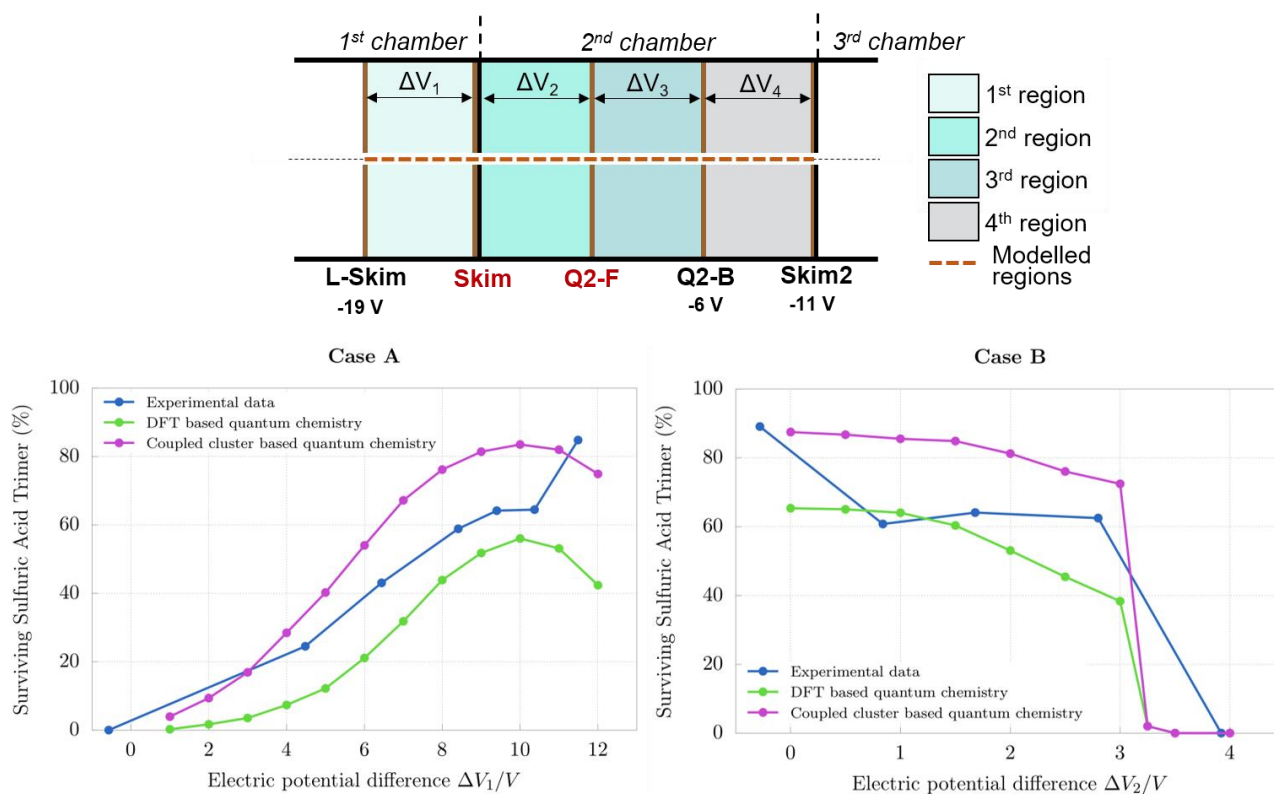 1st chamber
2nd chamber
3rd chamber
ΔV1
ΔV2
ΔV3
ΔV4
1st region
2nd region
3rd region
4th region
Modelled
regions
L-Skim
Skim
Q2-F
Q2-B
Skim2
-19 V
-6 V
-11 V
Case A
Surviving Sulfuric Acid Trimer (%)
100
80
60
40
20
0
Experimental data
DFT based quantum chemistry
Coupled cluster based quantum chemistry
0 2 4 6 8 10 12
Electric potential difference ΔV1/V
Case B
Surviving Sulfuric Acid Trimer (%)
100
80
60
40
20
0
Experimental data
DFT based quantum chemistry
Coupled cluster based quantum chemistry
0 1 2 3 4
Electric potential difference ΔV2/V